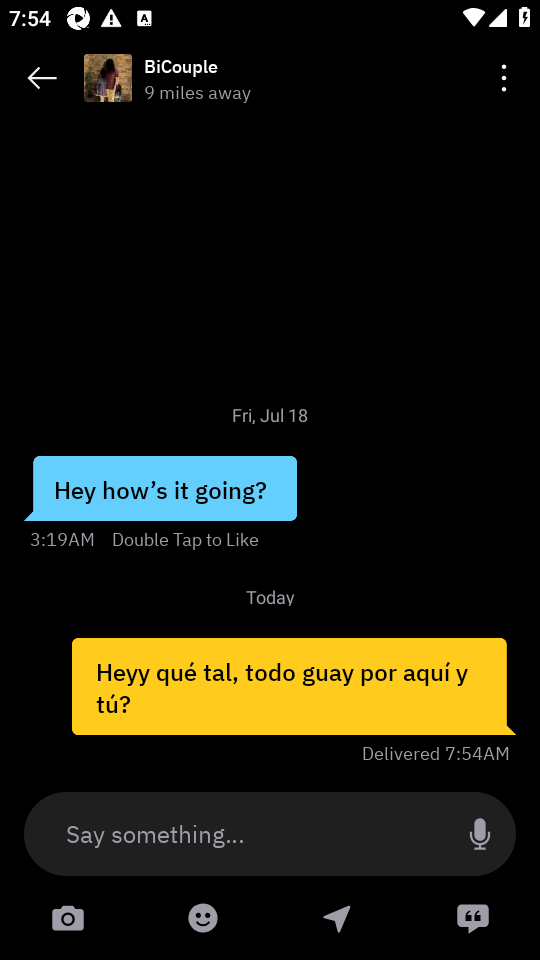 7:54
BiCouple
9 miles away
Fri, Jul 18
Hey how's it going?
3:19AM Double Tap to Like
Today
Heyy qué tal, todo guay por aquí y
tú?
Delivered 7:54AM
Say something...